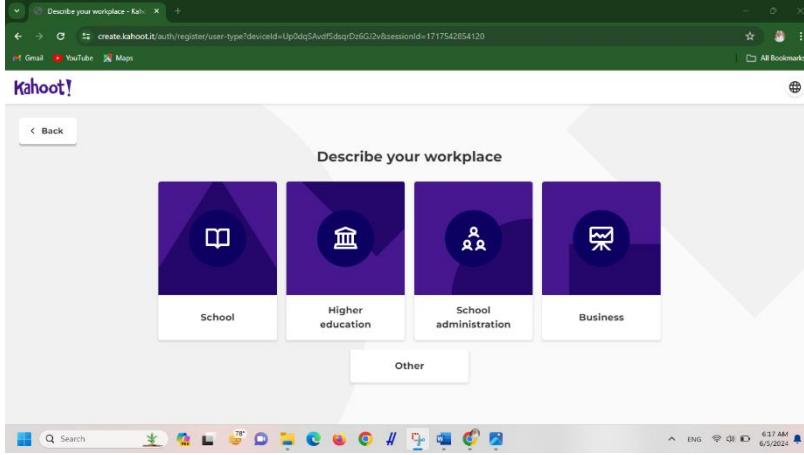 Describe your workplace - Kaho
create.kahoot.it/auth/register/user-type?deviceId=Up0dqSAvdfSdsqrDz6GJ2v&sessionId=1717542854120
Gmail YouTube Maps All Bookmarks
Kahoot!
Back
Describe your workplace
School
Higher education
School administration
Business
Other
Search
78°
ENG
6:17 AM
6/5/2024